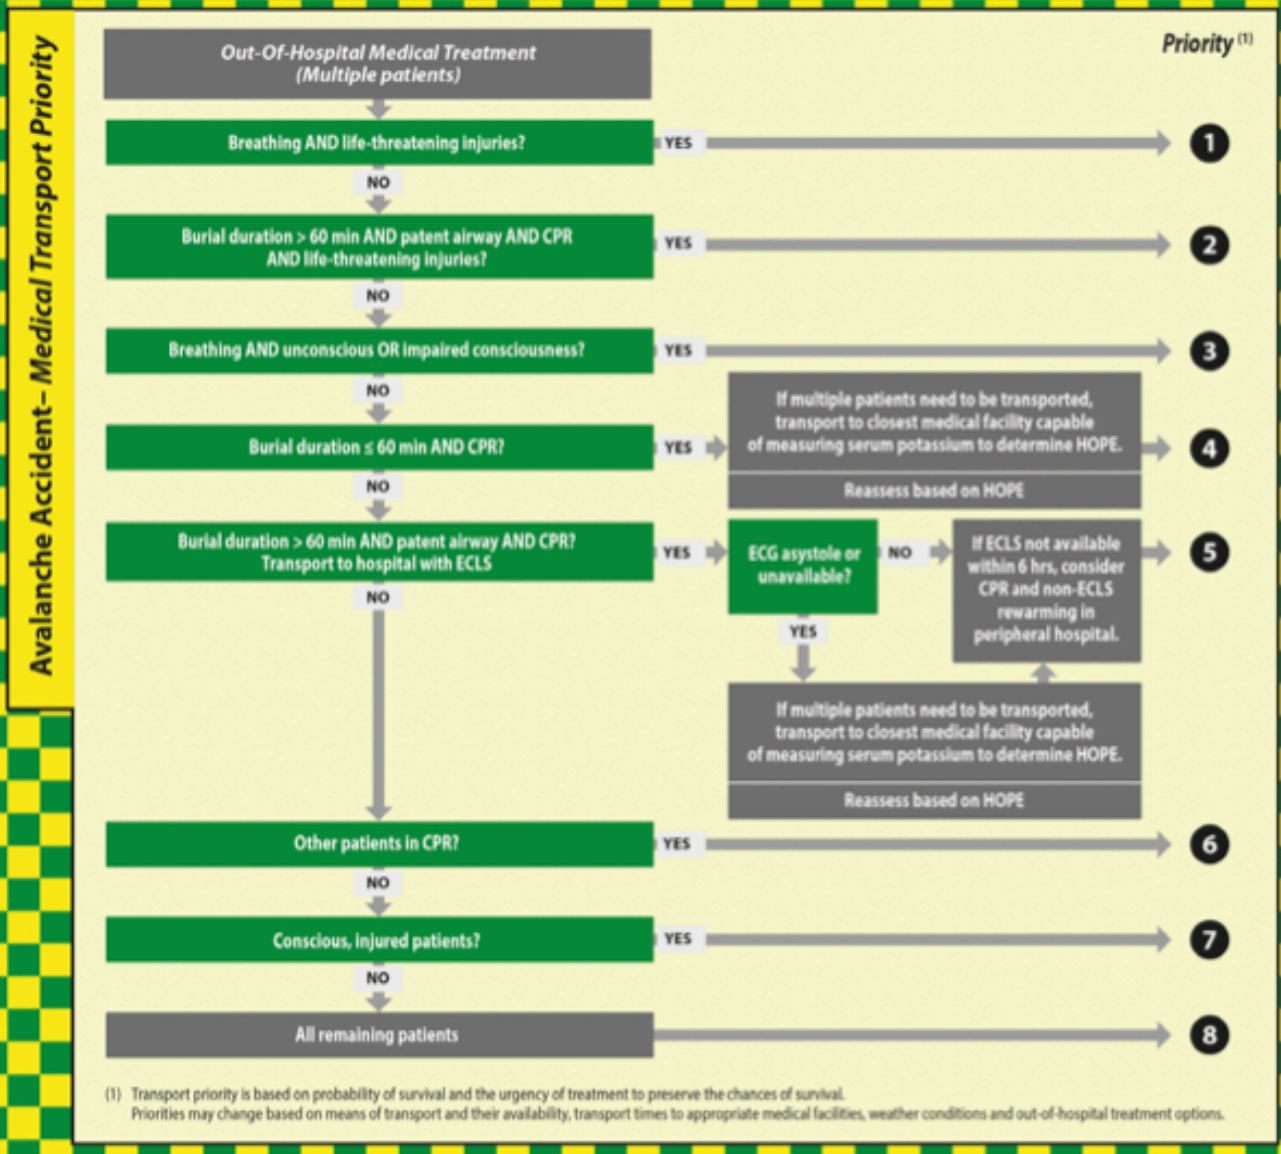 Avalanche Accident– Medical Transport Priority
Out-Of-Hospital Medical Treatment
(Multiple patients)
Priority (1)
Breathing AND life-threatening injuries?
YES
1
NO
Burial duration > 60 min AND patent airway AND CPR
AND life-threatening injuries?
YES
2
NO
Breathing AND unconscious OR impaired consciousness?
YES
3
NO
Burial duration ≤ 60 min AND CPR?
YES
If multiple patients need to be transported,
transport to closest medical facility capable
of measuring serum potassium to determine HOPE.
Reassess based on HOPE
4
NO
Burial duration > 60 min AND patent airway AND CPR?
Transport to hospital with ECLS
YES
ECG asystole or
unavailable?
NO
If ECLS not available
within 6 hrs, consider
CPR and non-ECLS
rewarming in
peripheral hospital.
5
YES
If multiple patients need to be transported,
transport to closest medical facility capable
of measuring serum potassium to determine HOPE.
Reassess based on HOPE
NO
Other patients in CPR?
YES
6
NO
Conscious, injured patients?
YES
7
NO
All remaining patients
8
(1) Transport priority is based on probability of survival and the urgency of treatment to preserve the chances of survival.
Priorities may change based on means of transport and their availability, transport times to appropriate medical facilities, weather conditions and out-of-hospital treatment options.